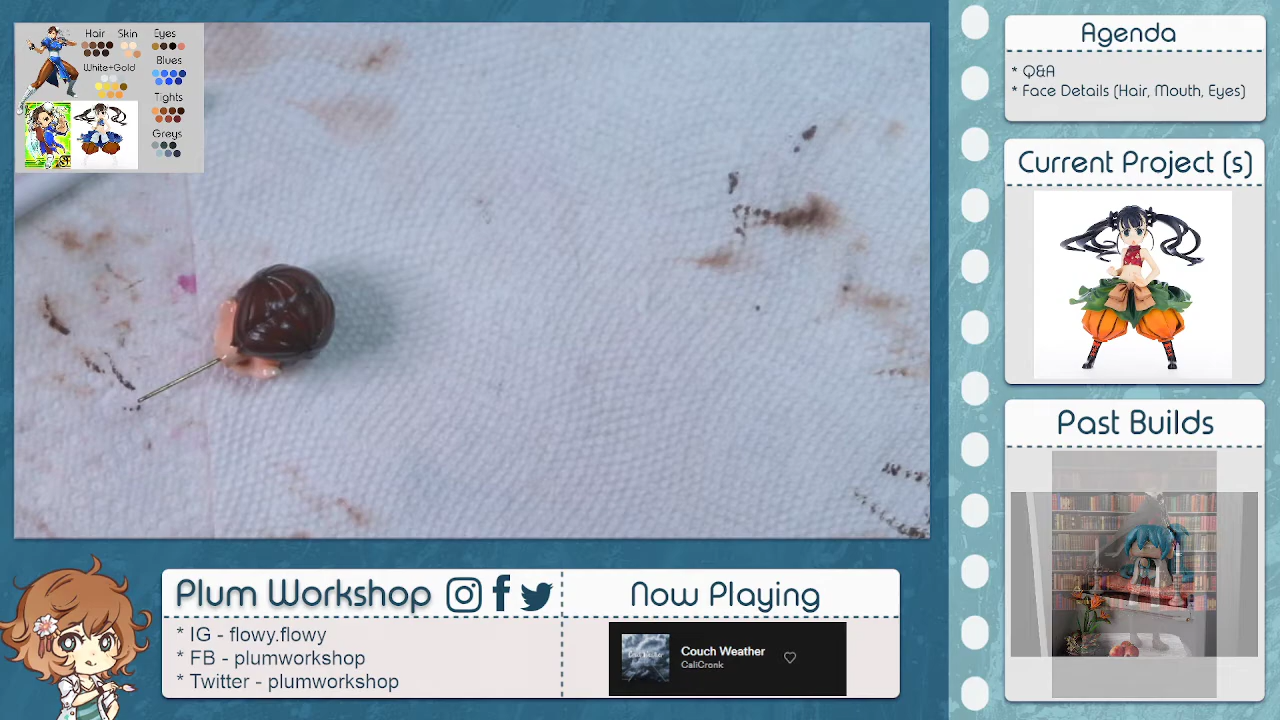 Hair Skin Eyes
White+Gold
Blues
Tights
Greys
Agenda
* Q&A
* Face Details (Hair, Mouth, Eyes)
Current Project (s)
Past Builds
Plum Workshop
* IG - flowy.flowy
* FB - plumworkshop
* Twitter - plumworkshop
Now Playing
Couch Weather
CaliCronk